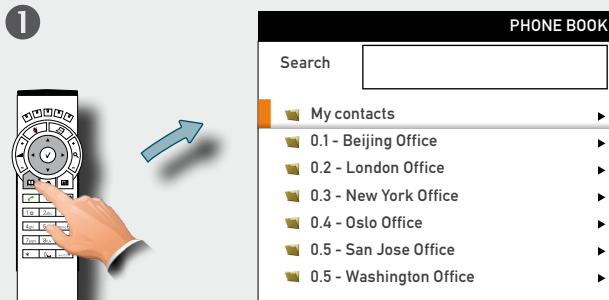 1
PHONE BOOK
Search
My contacts
0.1 - Beijing Office
0.2 - London Office
0.3 - New York Office
0.4 - Oslo Office
0.5 - San Jose Office
0.5 - Washington Office